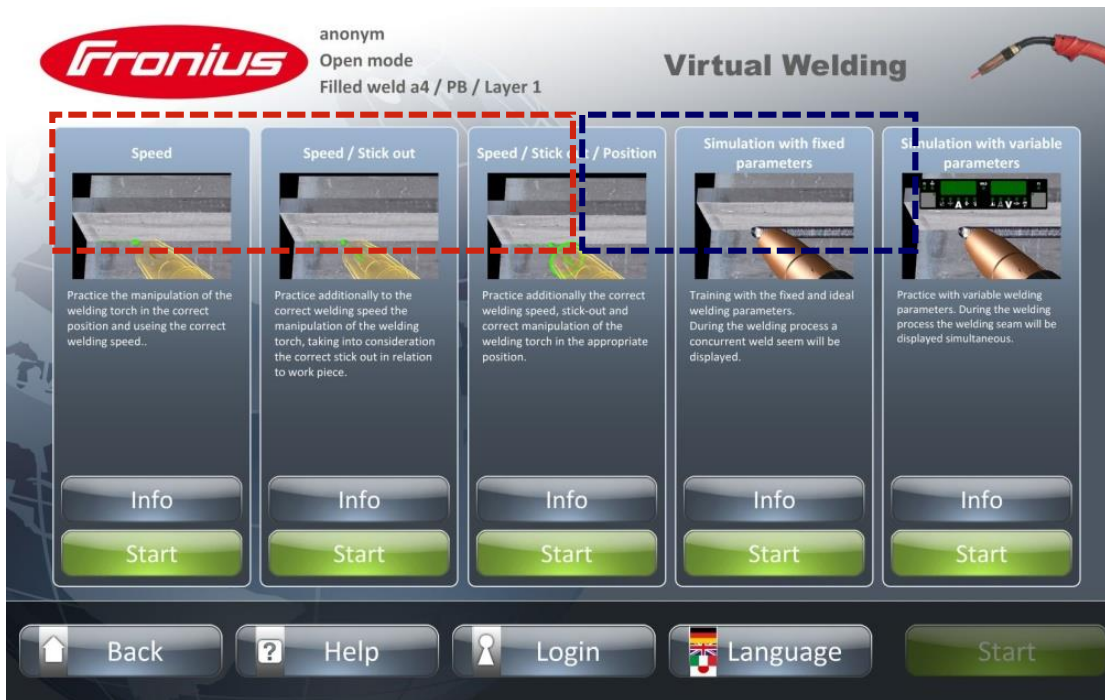 Fronius
anonym
Open mode
Filled weld a4 / PB / Layer 1
Virtual Welding
Speed
Practice the manipulation of the
welding torch in the correct
position and useing the correct
welding speed..
Info
Start
Speed / Stick out
Practice additionally to the
correct welding speed the
manipulation of the welding
torch, taking into consideration
the correct stick out in relation
to work piece.
Info
Start
Speed / Stick out / Position
Practice additionally the correct
welding speed, stick-out and
correct manipulation of the
welding torch in the appropriate
position.
Info
Start
Simulation with fixed
parameters
Training with the fixed and ideal
welding parameters.
During the welding process a
concurrent weld seem will be
displayed.
Info
Start
Simulation with variable
parameters
A V
Practice with variable welding
parameters. During the welding
process the welding seam will be
displayed simultaneous.
Info
Start
Back
? Help
Login
Language
Start